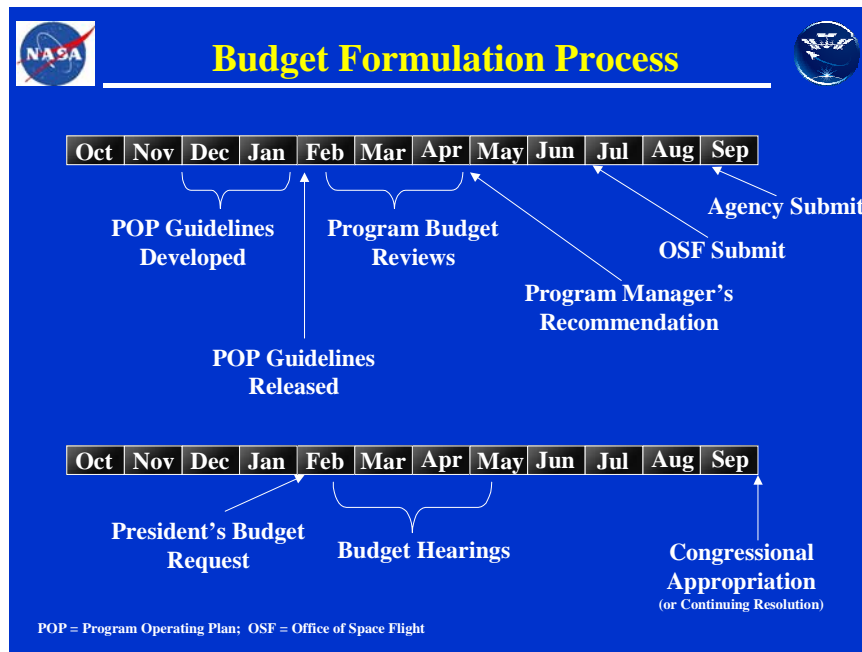 NASA
Budget Formulation Process
Oct Nov Dec Jan Feb Mar Apr May Jun Jul Aug Sep
POP Guidelines
Developed
Program Budget
Reviews
Agency Submit
OSF Submit
Program Manager's
Recommendation
POP Guidelines
Released
Oct Nov Dec Jan Feb Mar Apr May Jun Jul Aug Sep
President's Budget
Request
Budget Hearings
Congressional
Appropriation
(or Continuing Resolution)
POP = Program Operating Plan; OSF = Office of Space Flight